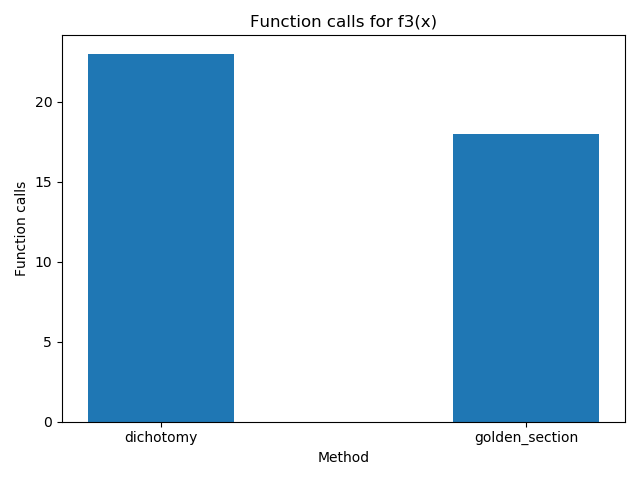 Function calls for f3(x)
Function calls
20
15
10
5
0
dichotomy
golden_section
Method